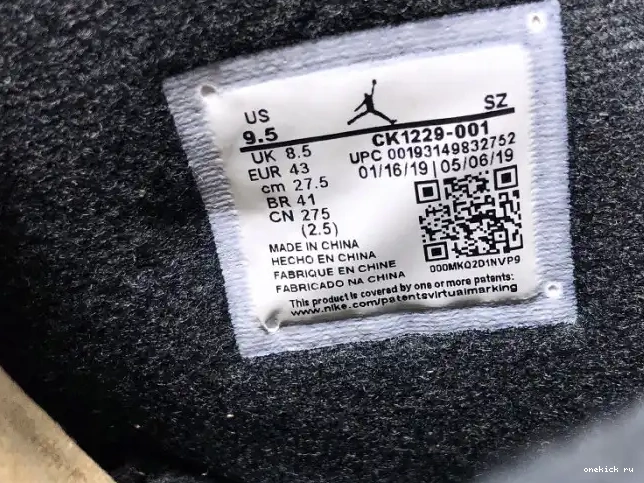 US
SZ
9.5
CK1229-001
UK 8.5
UPC 00193149832752
EUR 43
01/16/19 | 05/06/19
cm 27.5
BR 41
CN 275
(2.5)
000MKQ2D1NVP9
MADE IN CHINA
HECHO EN CHINA
FABRIQUE EN CHINE
FABRICADO NA CHINA
This product is covered by one or more patents:
www.nike.com/patentsvirtualmarking
onekick ru